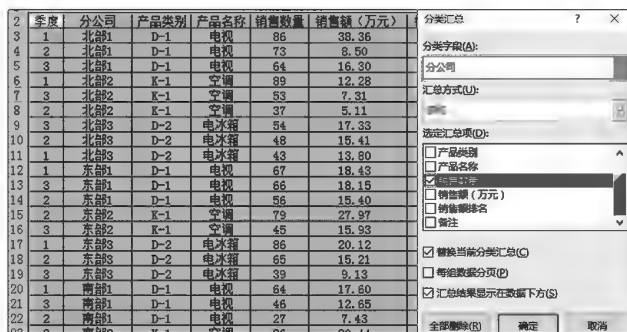 2 季度 分公司 产品类别 产品名称 销售数量 销售额（万元）
3 1 北部1 D-1 电视 86 38.36
4 2 北部1 D-1 电视 73 8.50
5 3 北部1 D-1 电视 64 16.30
6 1 北部2 K-1 空调 89 12.28
7 3 北部2 K-1 空调 53 7.31
8 2 北部2 K-1 空调 37 5.11
9 3 北部3 D-2 电冰箱 54 17.33
10 2 北部3 D-2 电冰箱 48 15.41
11 1 北部3 D-2 电冰箱 43 13.80
12 1 东部1 D-1 电视 67 18.43
13 3 东部1 D-1 电视 66 18.15
14 2 东部1 D-1 电视 56 15.40
15 2 东部2 K-1 空调 79 27.97
16 3 东部2 K-1 空调 45 15.93
17 1 东部3 D-2 电冰箱 86 20.12
18 2 东部3 D-2 电冰箱 65 15.21
19 3 东部3 D-2 电冰箱 39 9.13
20 1 南部1 D-1 电视 64 17.60
21 3 南部1 D-1 电视 46 12.65
22 2 南部1 D-1 电视 27 7.43
分类汇总 ? ×
分类字段(A):
分公司
汇总方式(U):
选定汇总项(D):
产品类别
产品名称
销售额（万元）
销售额排名
备注
替换当前分类汇总(C)
每组数据分页(P)
汇总结果显示在数据下方(S)
全部删除(R) 确定 取消